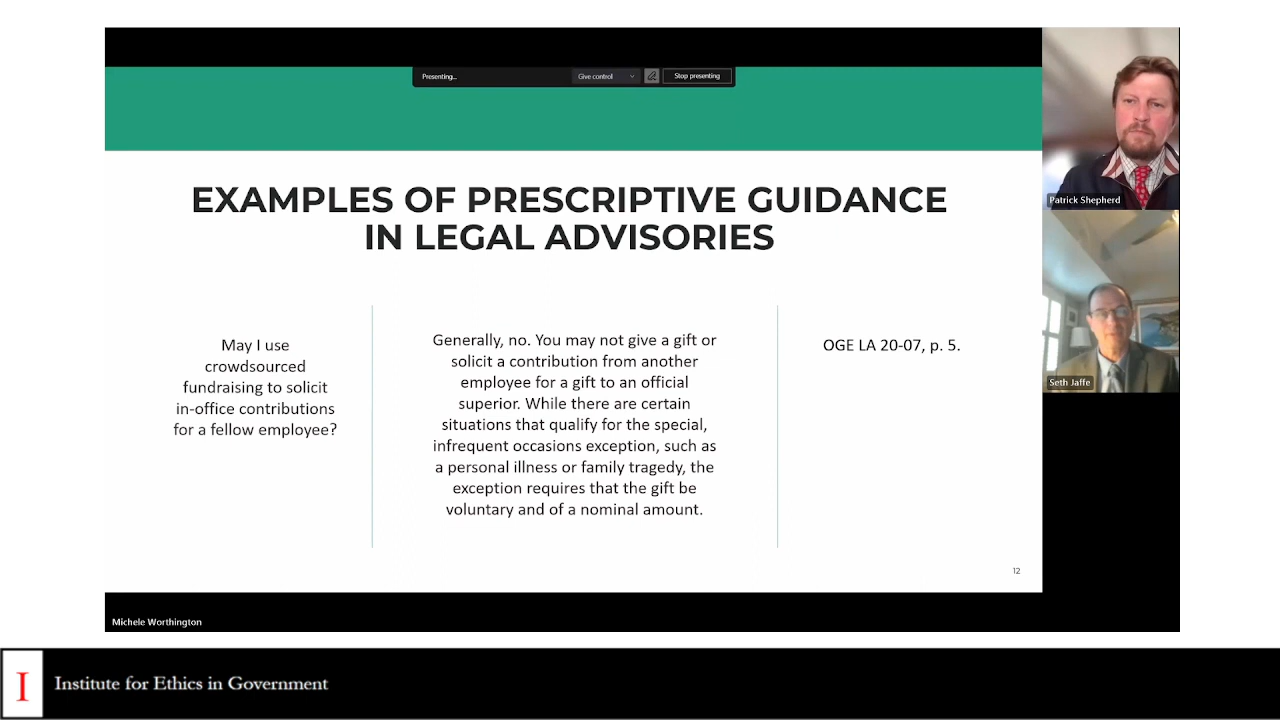 Presenting...
Give control
Stop presenting
EXAMPLES OF PRESCRIPTIVE GUIDANCE
IN LEGAL ADVISORIES
May I use
crowdsourced
fundraising to solicit
in-office contributions
for a fellow employee?
Generally, no. You may not give a gift or
solicit a contribution from another
employee for a gift to an official
superior. While there are certain
situations that qualify for the special,
infrequent occasions exception, such as
a personal illness or family tragedy, the
exception requires that the gift be
voluntary and of a nominal amount.
OGE LA 20-07, p. 5.
12
Patrick Shepherd
Seth Jaffe
Michele Worthington
I
Institute for Ethics in Government